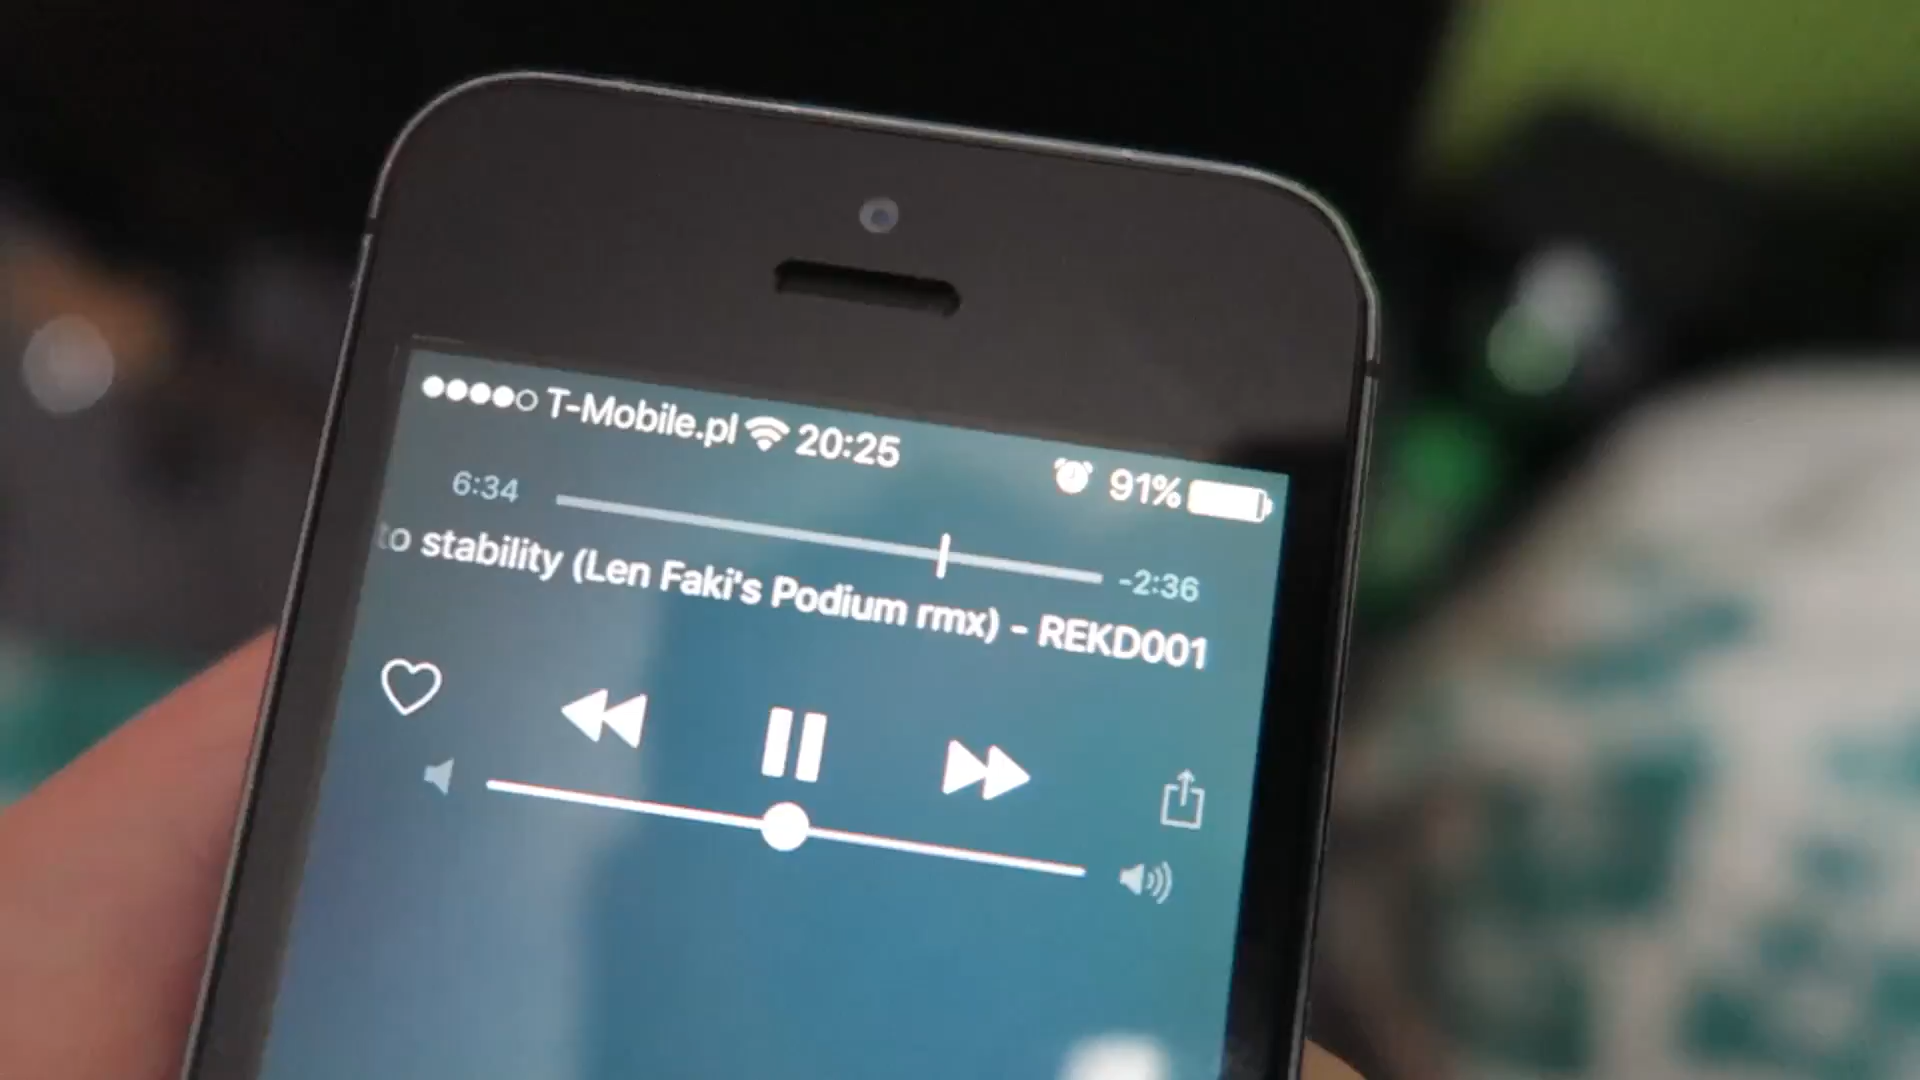 T-Mobile.pl 20:25 91%
6:34 -2:36
to stability (Len Faki's Podium rmx) - REKD001